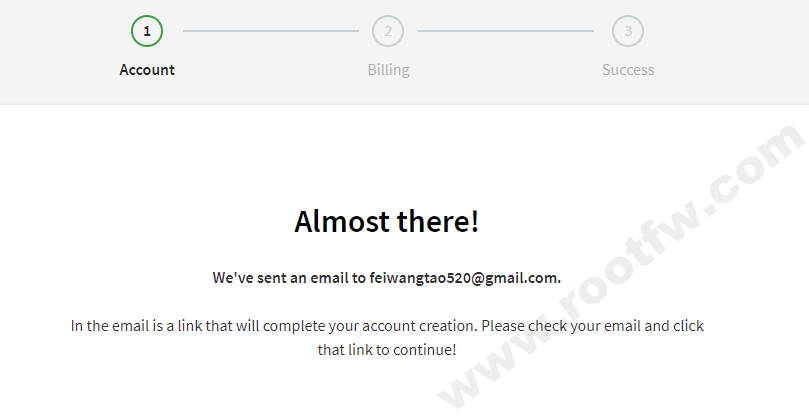 1
2
3
Account
Billing
Success
Almost there!
We've sent an email to feiwangtao520@gmail.com.
In the email is a link that will complete your account creation. Please check your email and click
that link to continue!
www.rootfw.com